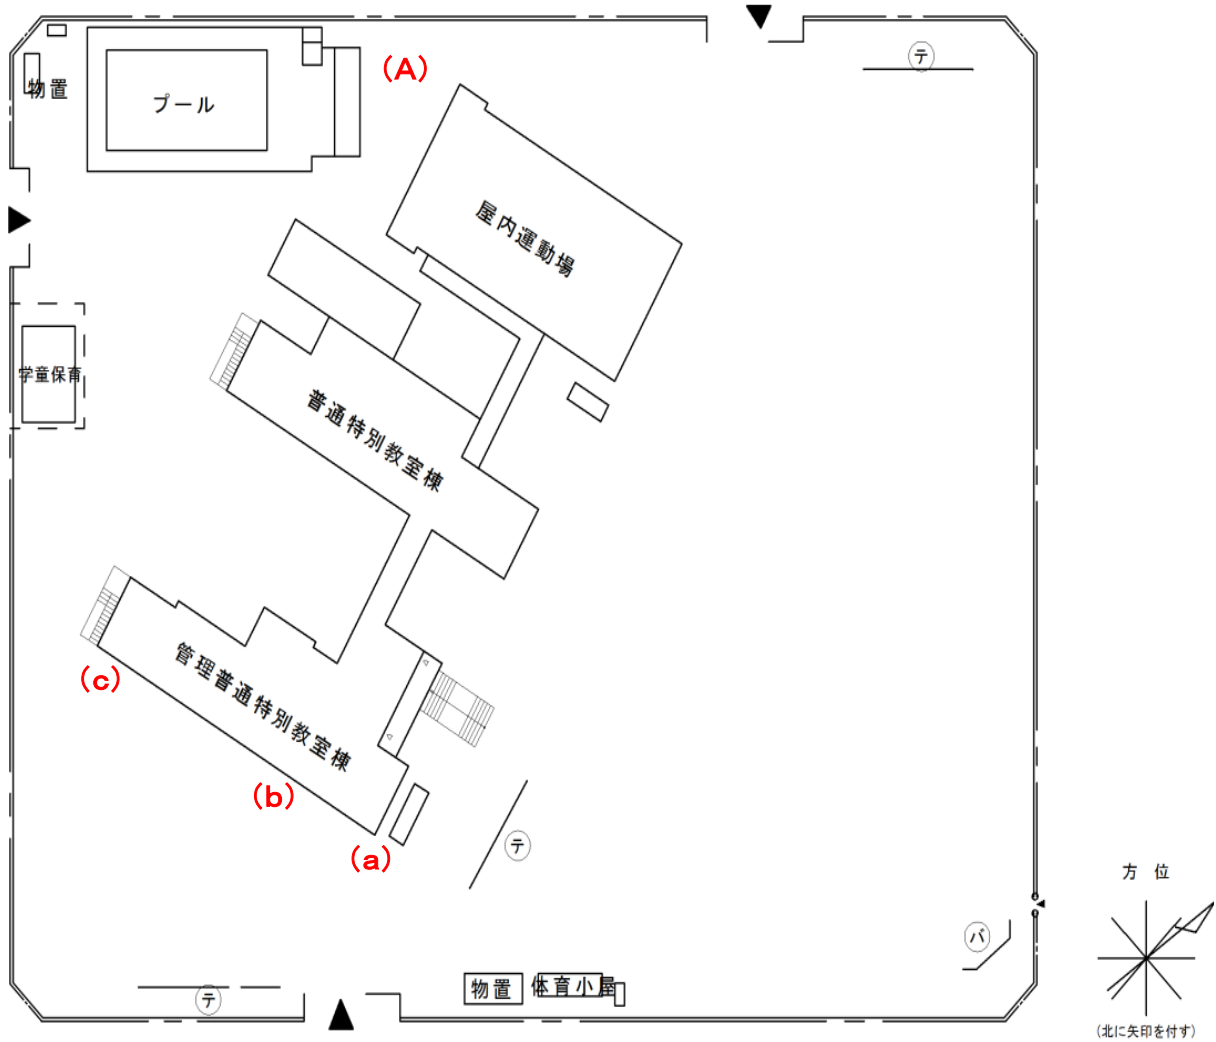 テ
(A)
物置
プール
屋内運動場
学童保育
普通特別教室棟
(c)
管理普通特別教室棟
(b)
(a)
テ
方 位
バ
物置
体育小屋
テ
(北に矢印を付す)